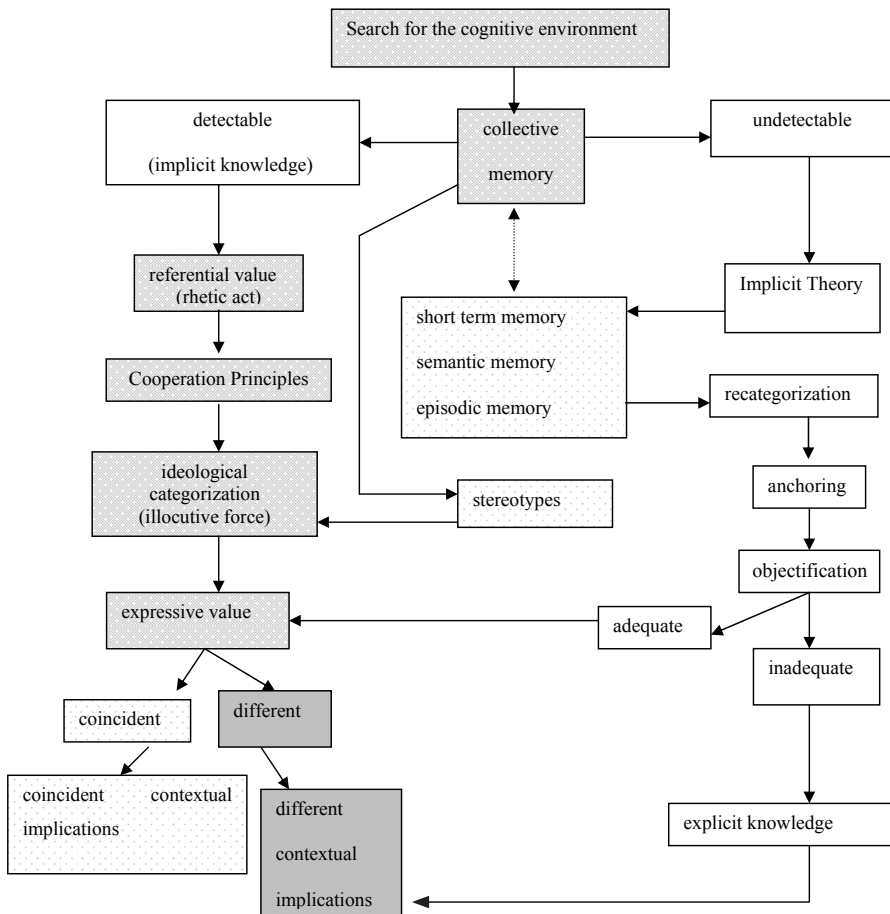 Search for the cognitive environment
detectable
(implicit knowledge)
collective
memory
undetectable
referential value
(rhetic act)
Implicit Theory
short term memory
semantic memory
episodic memory
Cooperation Principles
recategorization
ideological
categorization
(illocutive force)
stereotypes
anchoring
objectification
expressive value
adequate
inadequate
coincident
different
coincident contextual
implications
different
contextual
implications
explicit knowledge